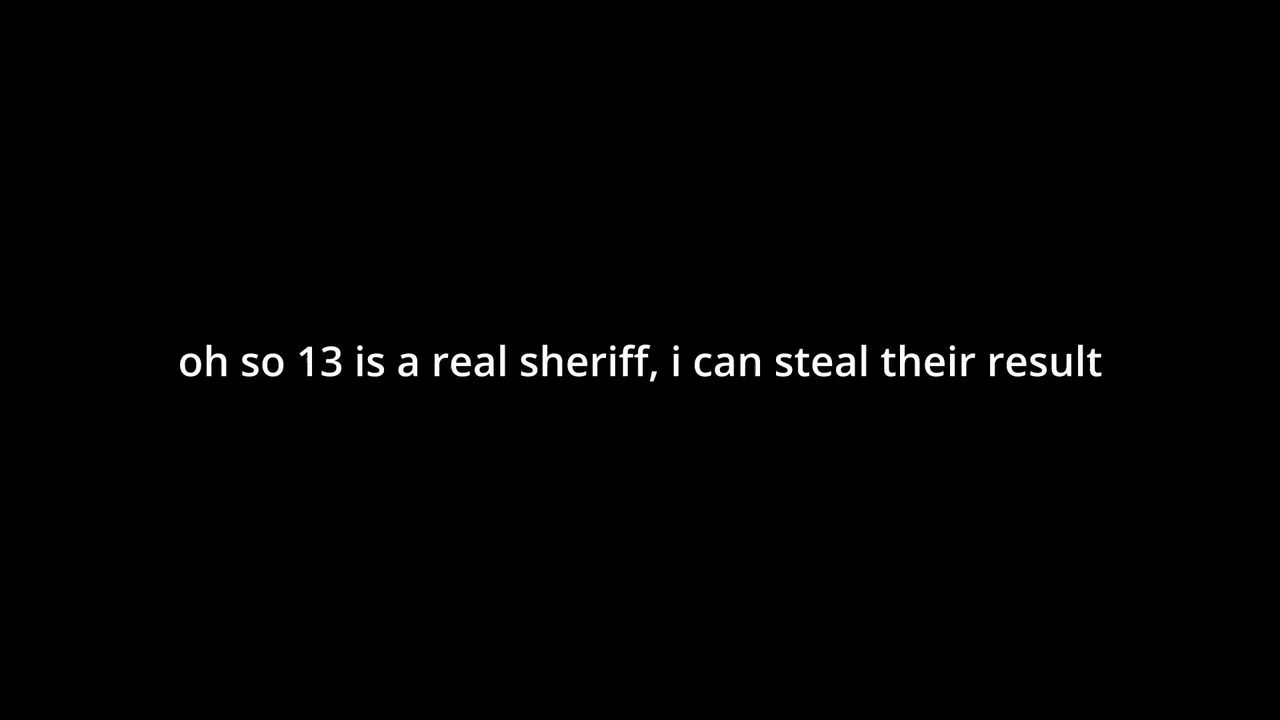 oh so 13 is a real sheriff, i can steal their result